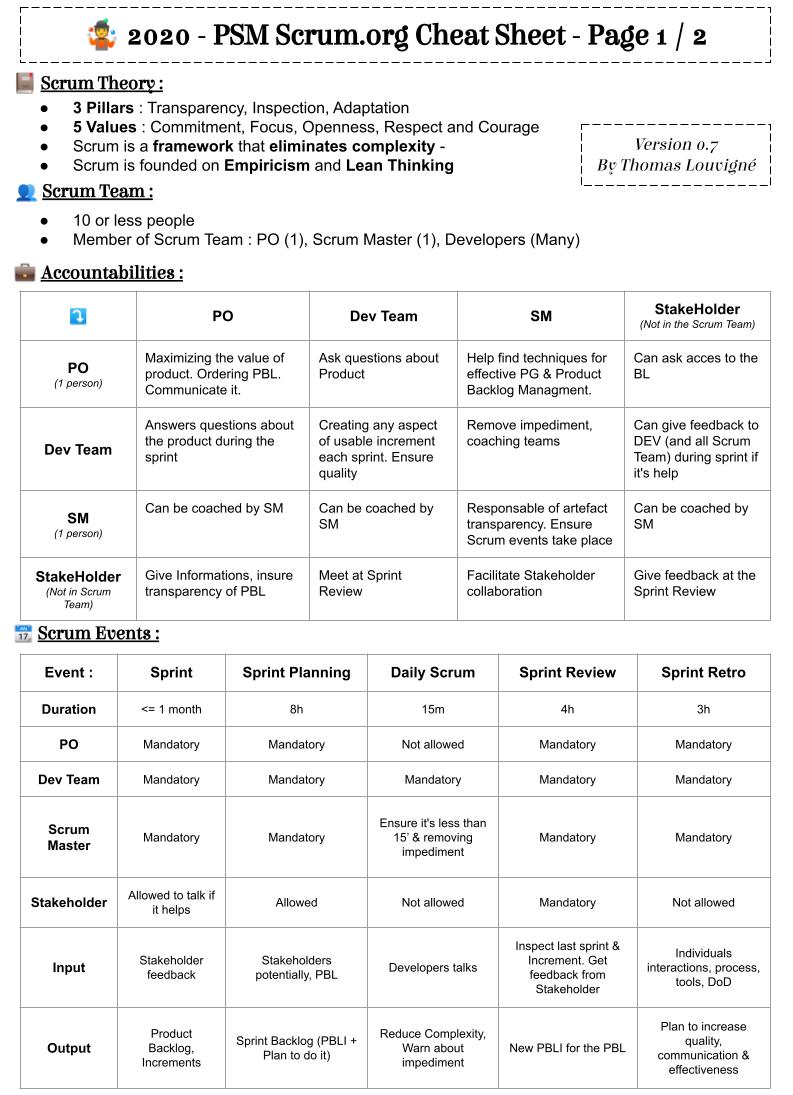 2020 - PSM Scrum.org Cheat Sheet - Page 1 / 2
Scrum Theory :
● 3 Pillars : Transparency, Inspection, Adaptation
● 5 Values : Commitment, Focus, Openness, Respect and Courage
● Scrum is a framework that eliminates complexity -
● Scrum is founded on Empiricism and Lean Thinking
Version 0.7
By Thomas Louvigné
Scrum Team :
● 10 or less people
● Member of Scrum Team : PO (1), Scrum Master (1), Developers (Many)
Accountabilities :
PO
Dev Team
SM
StakeHolder
(Not in the Scrum Team)
PO
(1 person)
Maximizing the value of
product. Ordering PBL.
Communicate it.
Ask questions about
Product
Help find techniques for
effective PG & Product
Backlog Managment.
Can ask acces to the
BL
Dev Team
Answers questions about
the product during the
sprint
Creating any aspect
of usable increment
each sprint. Ensure
quality
Remove impediment,
coaching teams
Can give feedback to
DEV (and all Scrum
Team) during sprint if
it's help
SM
(1 person)
Can be coached by SM
Can be coached by
SM
Responsable of artefact
transparency. Ensure
Scrum events take place
Can be coached by
SM
StakeHolder
(Not in Scrum
Team)
Give Informations, insure
transparency of PBL
Meet at Sprint
Review
Facilitate Stakeholder
collaboration
Give feedback at the
Sprint Review
17
Scrum Events :
Event :
Sprint
Sprint Planning
Daily Scrum
Sprint Review
Sprint Retro
Duration
<= 1 month
8h
15m
4h
3h
PO
Mandatory
Mandatory
Not allowed
Mandatory
Mandatory
Dev Team
Mandatory
Mandatory
Mandatory
Mandatory
Mandatory
Scrum
Master
Mandatory
Mandatory
Ensure it's less than
15' & removing
impediment
Mandatory
Mandatory
Stakeholder
Allowed to talk if
it helps
Allowed
Not allowed
Mandatory
Not allowed
Input
Stakeholder
feedback
Stakeholders
potentially, PBL
Developers talks
Inspect last sprint &
Increment. Get
feedback from
Stakeholder
Individuals
interactions, process,
tools, DoD
Output
Product
Backlog,
Increments
Sprint Backlog (PBLI +
Plan to do it)
Reduce Complexity,
Warn about
impediment
New PBLI for the PBL
Plan to increase
quality,
communication &
effectiveness